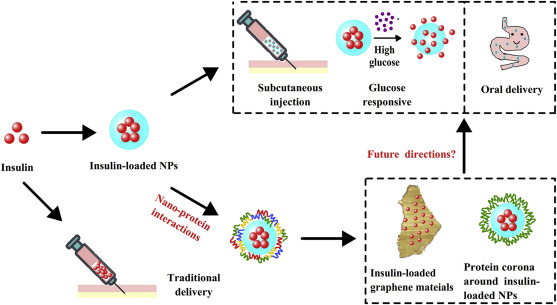 High
glucose
Subcutaneous
injection
Glucose
responsive
Oral delivery
Insulin
Insulin-loaded NPs
Future directions?
Nano-protein
interactions
Traditional
delivery
Insulin-loaded
graphene mateials
Protein corona
around insulin-
loaded NPs